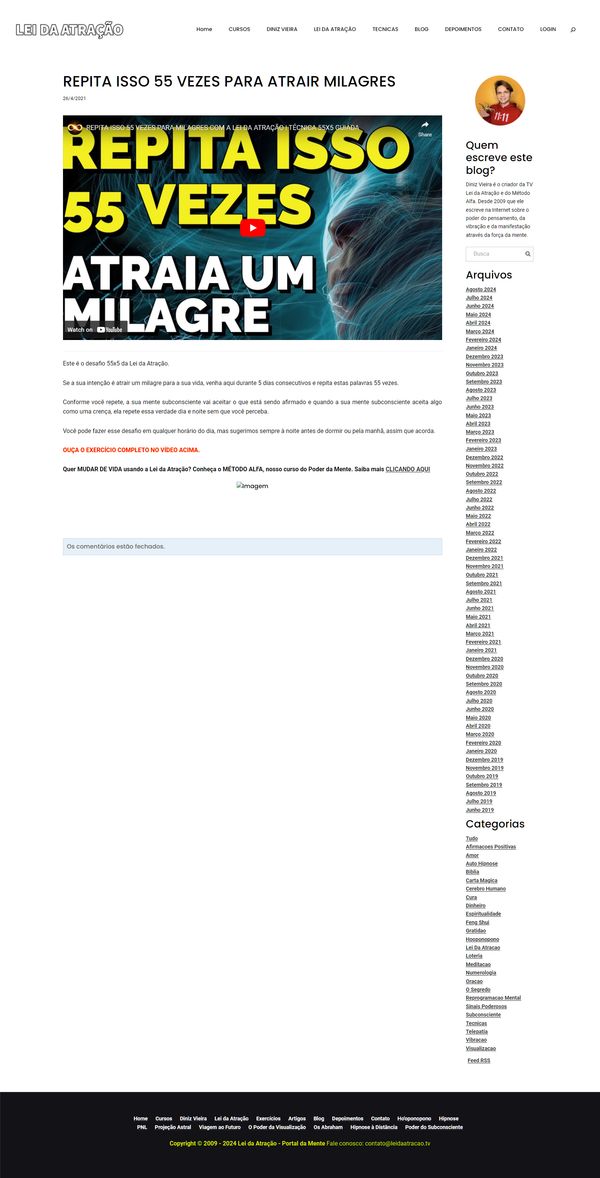 LEI DA ATRAÇÃO
Home CURSOS DINIZ VIEIRA LEI DA ATRAÇÃO TECNICAS BLOG DEPOIMENTOS CONTATO LOGIN
REPITA ISSO 55 VEZES PARA ATRAIR MILAGRES
26/4/2021
REPITA ISSO 55 VEZES PARA MILAGRES COM A LEI DA ATRAÇÃO | TÉCNICA 55X5 GUIADA
Share
REPITA ISSO
55 VEZES
ATRAIA UM
MILAGRE
Watch on YouTube
Este é o desafio 55x5 da Lei da Atração.
Se a sua intenção é atrair um milagre para a sua vida, venha aqui durante 5 dias consecutivos e repita estas palavras 55 vezes.
Conforme você repete, a sua mente subconsciente vai aceitar o que está sendo afirmado e quando a sua mente subconsciente aceita algo
como uma crença, ela repete essa verdade dia e noite sem que você perceba.
Você pode fazer esse desafio em qualquer horário do dia, mas sugerimos sempre à noite antes de dormir ou pela manhã, assim que acorda.
OUÇA O EXERCÍCIO COMPLETO NO VÍDEO ACIMA.
Quer MUDAR DE VIDA usando a Lei da Atração? Conheça o MÉTODO ALFA, nosso curso do Poder da Mente. Saiba mais CLICANDO AQUI
Imagem
Os comentários estão fechados.
11:11
Quem
escreve este
blog?
Diniz Vieira é o criador da TV
Lei da Atração e do Método
Alfa. Desde 2009 que ele
escreve na Internet sobre o
poder do pensamento, da
vibração e da manifestação
através da força da mente.
Busca
Arquivos
Agosto 2024
Julho 2024
Junho 2024
Maio 2024
Abril 2024
Março 2024
Fevereiro 2024
Janeiro 2024
Dezembro 2023
Novembro 2023
Outubro 2023
Setembro 2023
Agosto 2023
Julho 2023
Junho 2023
Maio 2023
Abril 2023
Março 2023
Fevereiro 2023
Janeiro 2023
Dezembro 2022
Novembro 2022
Outubro 2022
Setembro 2022
Agosto 2022
Julho 2022
Junho 2022
Maio 2022
Abril 2022
Março 2022
Fevereiro 2022
Janeiro 2022
Dezembro 2021
Novembro 2021
Outubro 2021
Setembro 2021
Agosto 2021
Julho 2021
Junho 2021
Maio 2021
Abril 2021
Março 2021
Fevereiro 2021
Janeiro 2021
Dezembro 2020
Novembro 2020
Outubro 2020
Setembro 2020
Agosto 2020
Julho 2020
Junho 2020
Maio 2020
Abril 2020
Março 2020
Fevereiro 2020
Janeiro 2020
Dezembro 2019
Novembro 2019
Outubro 2019
Setembro 2019
Agosto 2019
Julho 2019
Junho 2019
Categorias
Tudo
Afirmacoes Positivas
Amor
Auto Hipnose
Bíblia
Carta Magica
Cerebro Humano
Cura
Dinheiro
Espiritualidade
Feng Shui
Gratidao
Hooponopono
Lei Da Atracao
Loteria
Meditacao
Numerologia
Oracao
O Segredo
Reprogramacao Mental
Sinais Poderosos
Subconsciente
Tecnicas
Telepatia
Vibracao
Visualizacao
Feed RSS
Home Cursos Diniz Vieira Lei da Atração Exercícios Artigos Blog Depoimentos Contato Ho'oponopono Hipnose
PNL Projeção Astral Viagem ao Futuro O Poder da Visualização Os Abraham Hipnose à Distância Poder do Subconsciente
Copyright © 2009 - 2024 Lei da Atração - Portal da Mente Fale conosco: contato@leidaatracao.tv